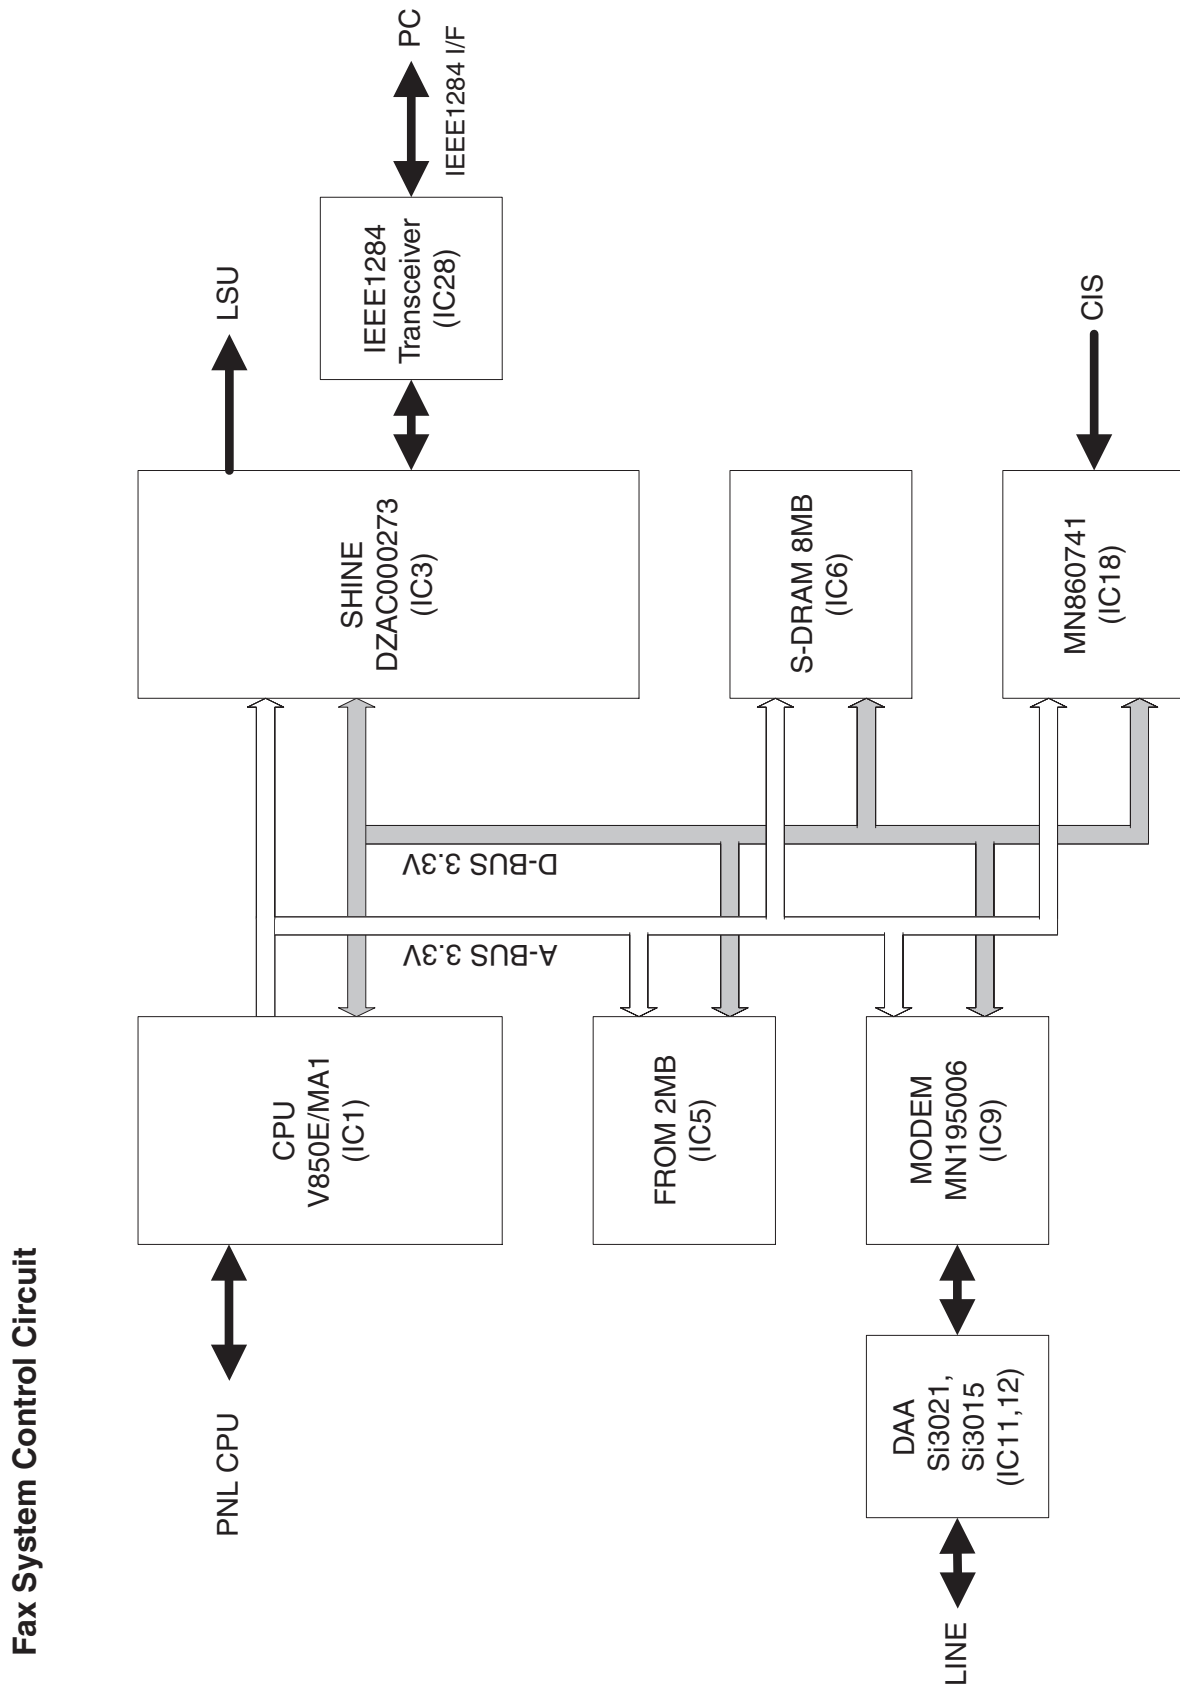 Fax System Control Circuit
PNL CPU
CPU
V850E/MA1
(IC1)
SHINE
DZAC000273
(IC3)
LSU
IEEE1284
Transceiver
(IC28)
PC
IEEE1284 I/F
A-BUS 3.3V
D-BUS 3.3V
FROM 2MB
(IC5)
S-DRAM 8MB
(IC6)
LINE
DAA
Si3021,
Si3015
(IC11,12)
MODEM
MN195006
(IC9)
MN860741
(IC18)
CIS